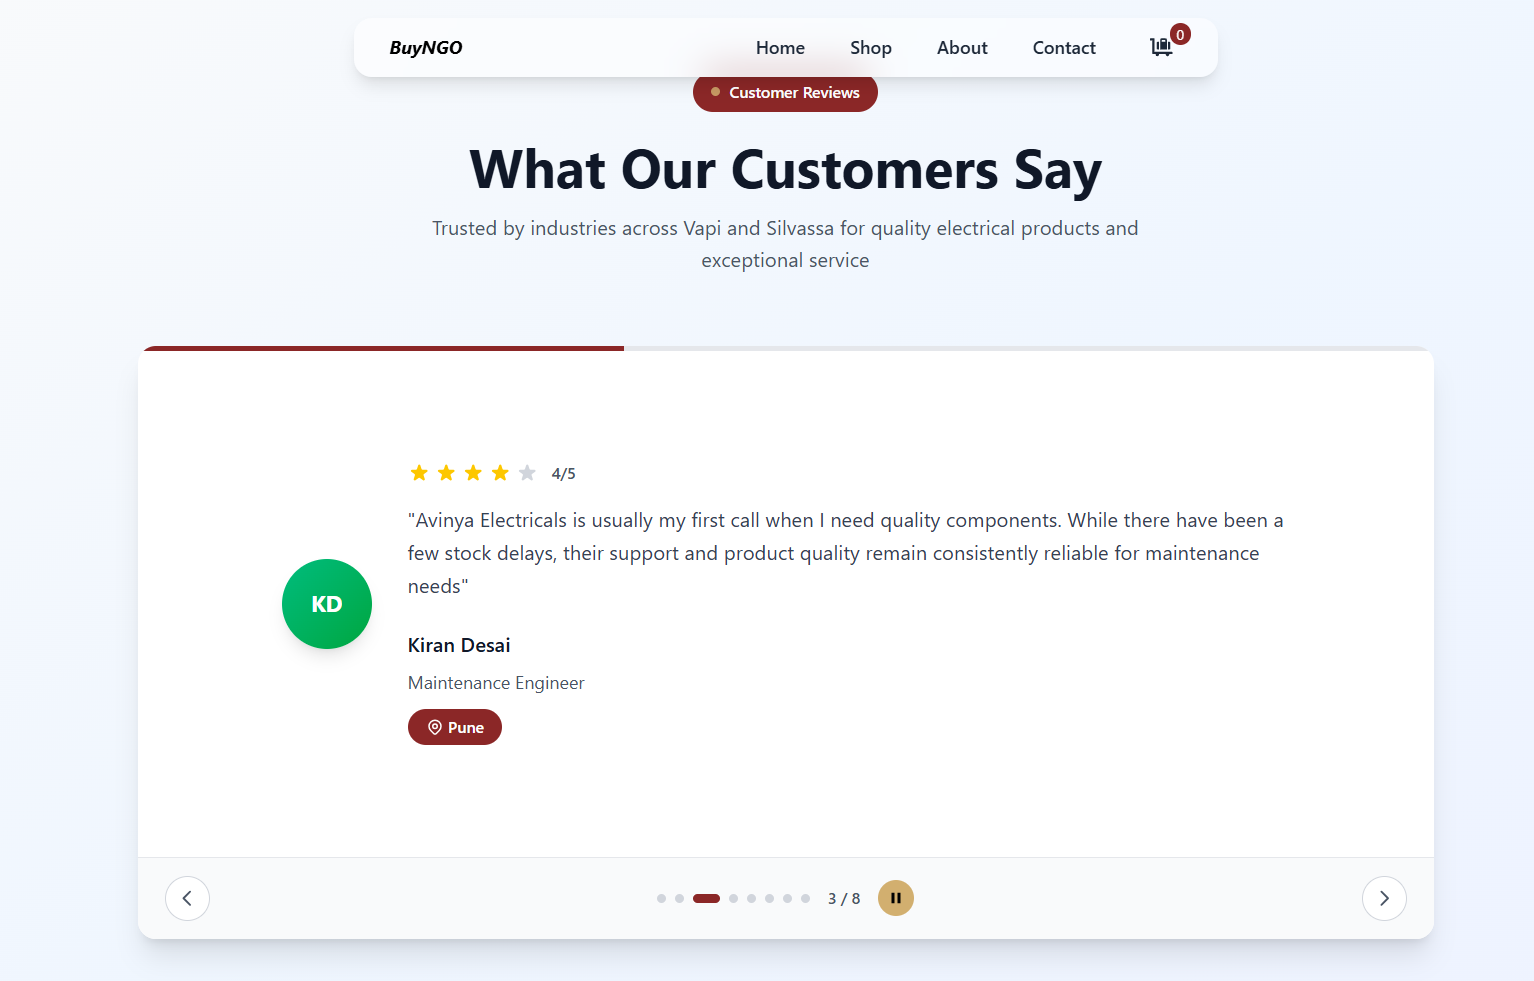 BuyNGO
Home
Shop
About
Contact
0
Customer Reviews
What Our Customers Say
Trusted by industries across Vapi and Silvassa for quality electrical products and
exceptional service
4/5
"Avinya Electricals is usually my first call when I need quality components. While there have been a
few stock delays, their support and product quality remain consistently reliable for maintenance
needs"
KD
Kiran Desai
Maintenance Engineer
Pune
3 / 8